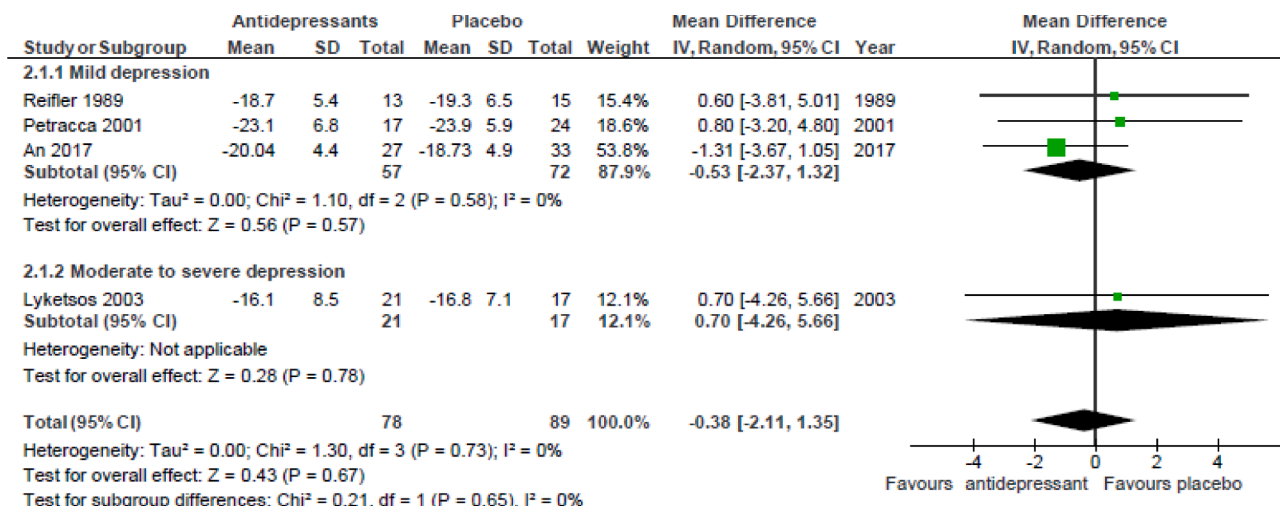 Antidepressants Placebo Mean Difference Mean Difference
Study or Subgroup Mean SD Total Mean SD Total Weight IV, Random, 95% CI Year IV, Random, 95% CI
2.1.1 Mild depression
Reifler 1989 -18.7 5.4 13 -19.3 6.5 15 15.4% 0.60 [-3.81, 5.01] 1989
Petracca 2001 -23.1 6.8 17 -23.9 5.9 24 18.6% 0.80 [-3.20, 4.80] 2001
An 2017 -20.04 4.4 27 -18.73 4.9 33 53.8% -1.31 [-3.67, 1.05] 2017
Subtotal (95% CI) 57 72 87.9% -0.53 [-2.37, 1.32]
Heterogeneity: Tau² = 0.00; Chi² = 1.10, df = 2 (P = 0.58); I² = 0%
Test for overall effect: Z = 0.56 (P = 0.57)
2.1.2 Moderate to severe depression
Lyketsos 2003 -16.1 8.5 21 -16.8 7.1 17 12.1% 0.70 [-4.26, 5.66] 2003
Subtotal (95% CI) 21 17 12.1% 0.70 [-4.26, 5.66]
Heterogeneity: Not applicable
Test for overall effect: Z = 0.28 (P = 0.78)
Total (95% CI) 78 89 100.0% -0.38 [-2.11, 1.35]
Heterogeneity: Tau² = 0.00; Chi² = 1.30, df = 3 (P = 0.73); I² = 0%
Test for overall effect: Z = 0.43 (P = 0.67)
Test for subgroup differences: Chi² = 0.21, df = 1 (P = 0.65), I² = 0%
-4 -2 0 2 4
Favours antidepressant Favours placebo